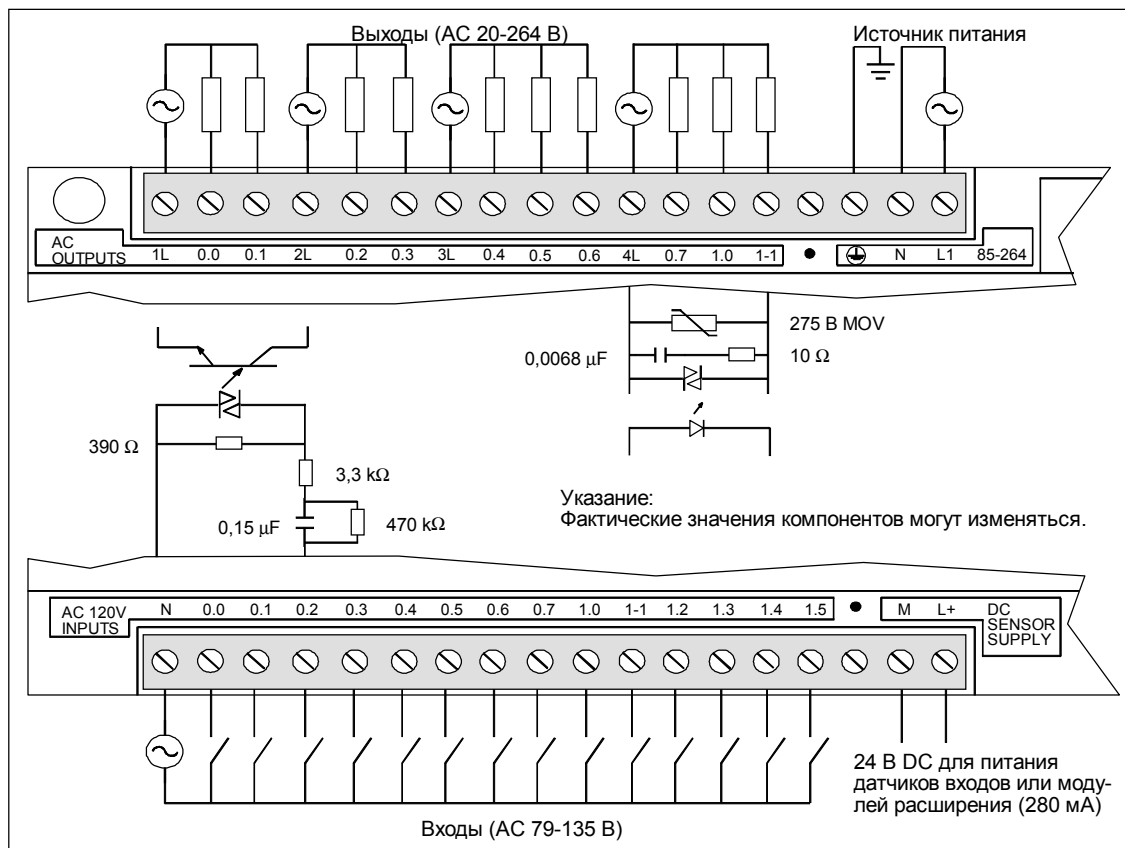 Выходы (AC 20-264 В)
Источник питания
AC
OUTPUTS
1L 0.0 0.1 2L 0.2 0.3 3L 0.4 0.5 0.6 4L 0.7 1.0 1-1 N L1 85-264
275 В MOV
0,0068 µF
10 Ω
390 Ω
3,3 kΩ
0,15 µF
470 kΩ
Указание:
Фактические значения компонентов могут изменяться.
AC 120V
INPUTS
N 0.0 0.1 0.2 0.3 0.4 0.5 0.6 0.7 1.0 1-1 1.2 1.3 1.4 1.5 M L+
DC
SENSOR
SUPPLY
24 В DC для питания
датчиков входов или моду-
лей расширения (280 мА)
Входы (AC 79-135 В)